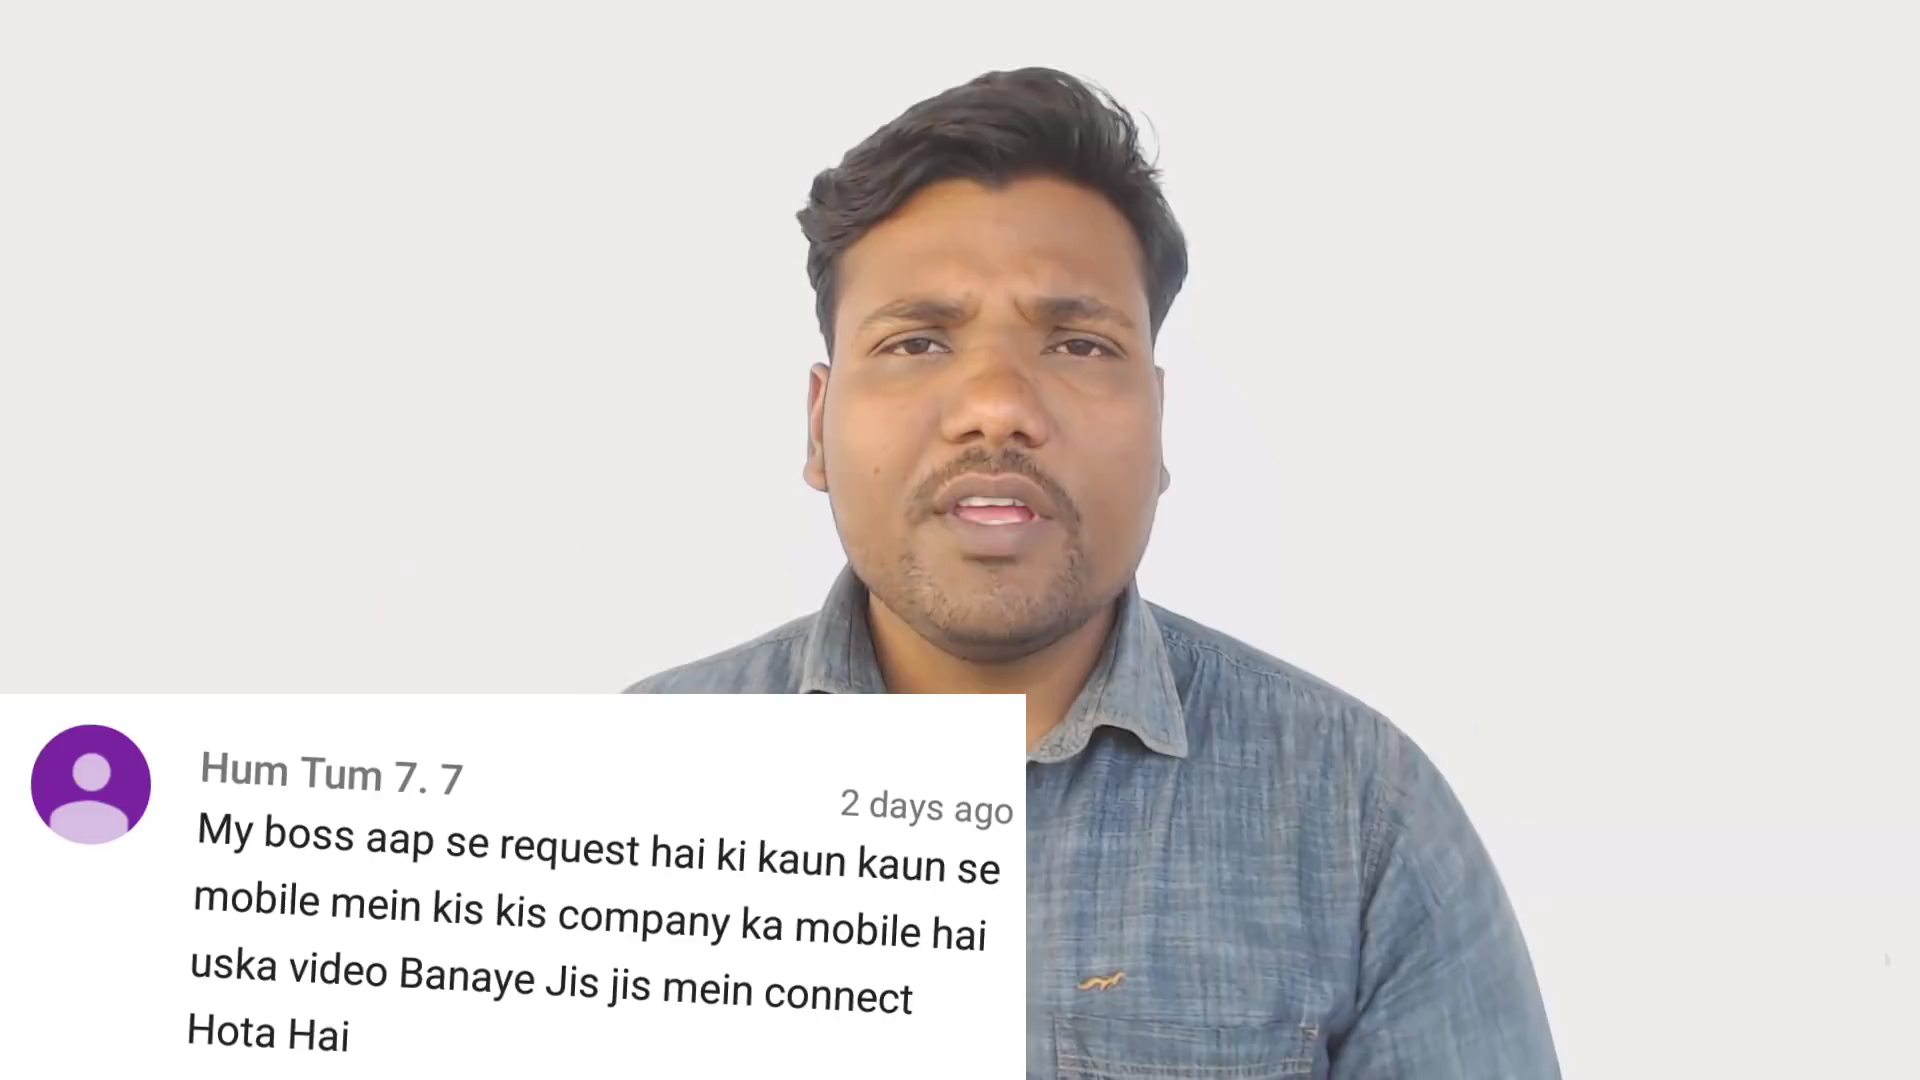 Hum Tum 7. 7
2 days ago
My boss aap se request hai ki kaun kaun se
mobile mein kis kis company ka mobile hai
uska video Banaye Jis jis mein connect
Hota Hai